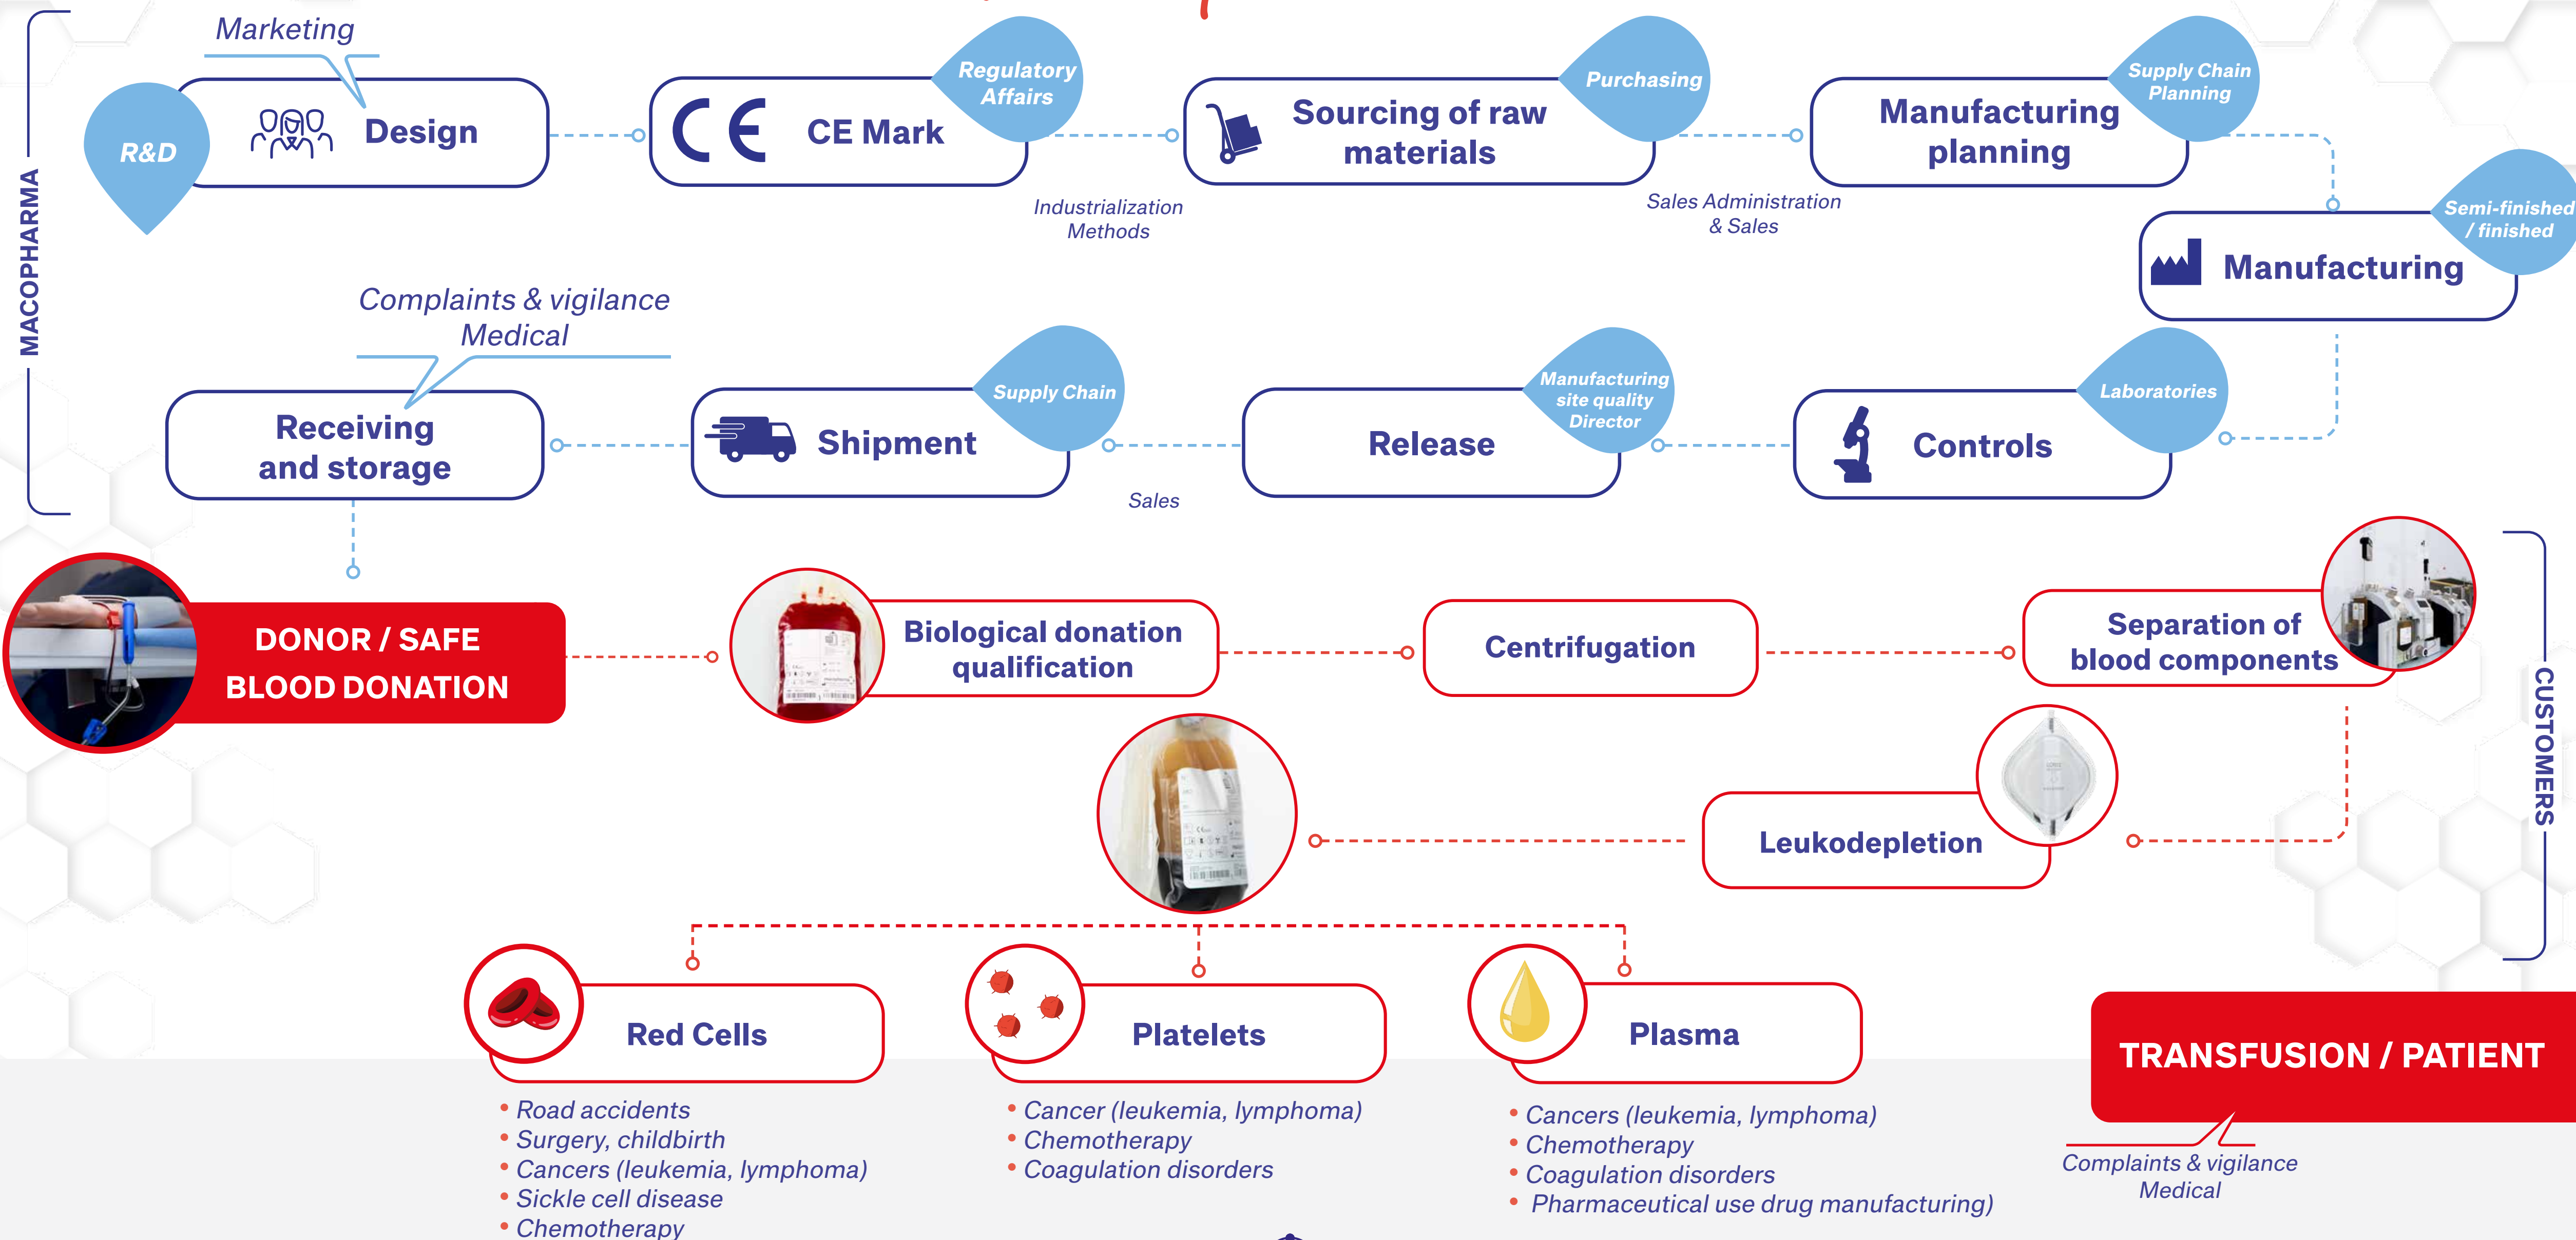 Marketing
R&D
Design
CE Mark
Regulatory
Affairs
Sourcing of raw
materials
Purchasing
Manufacturing
planning
Supply Chain
Planning
Industrialization
Methods
Sales Administration
& Sales
Semi-finished
/ finished
Manufacturing
MACOPHARMA
Complaints & vigilance
Medical
Receiving
and storage
Shipment
Supply Chain
Release
Manufacturing
site quality
Director
Controls
Laboratories
Sales
DONOR / SAFE
BLOOD DONATION
Biological donation
qualification
Centrifugation
Separation of
blood components
CUSTOMERS
Leukodepletion
Red Cells
Platelets
Plasma
TRANSFUSION / PATIENT
• Road accidents
• Surgery, childbirth
• Cancers (leukemia, lymphoma)
• Sickle cell disease
• Chemotherapy
• Cancer (leukemia, lymphoma)
• Chemotherapy
• Coagulation disorders
• Cancers (leukemia, lymphoma)
• Chemotherapy
• Coagulation disorders
• Pharmaceutical use drug manufacturing)
Complaints & vigilance
Medical